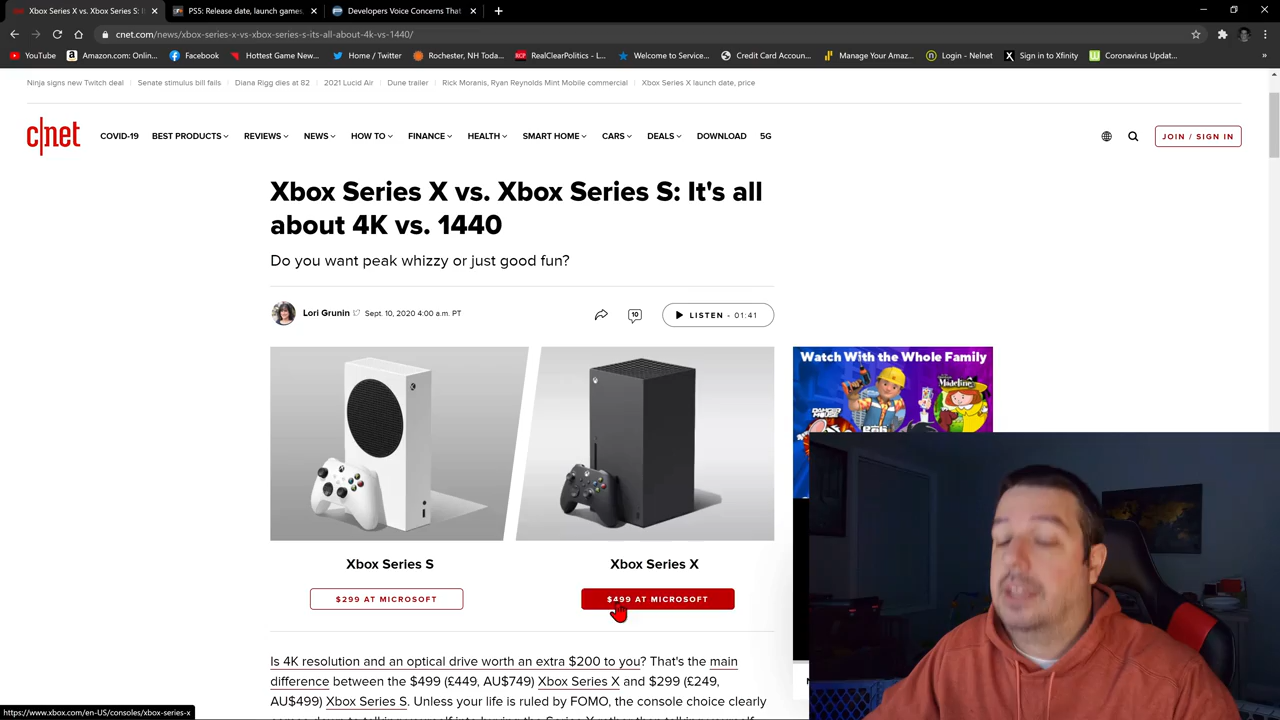 Xbox Series X vs. Xbox Series S: I
PS5: Release date, launch games,
Developers Voice Concerns Tha
cnet.com/news/xbox-series-x-vs-xbox-series-s-its-all-about-4k-vs-1440/
YouTube
Amazon.com: Onlin...
Facebook
Hottest Game New...
Home / Twitter
Rochester, NH Toda...
RealClearPolitics - L...
Welcome to Service...
Credit Card Accoun...
Manage Your Amaz...
Login - Nelnet
Sign in to Xfinity
Coronavirus Updat...
Ninja signs new Twitch deal
Senate stimulus bill fails
Diana Rigg dies at 82
2021 Lucid Air
Dune trailer
Rick Moranis, Ryan Reynolds Mint Mobile commercial
Xbox Series X launch date, price
c|net
COVID-19
BEST PRODUCTS
REVIEWS
NEWS
HOW TO
FINANCE
HEALTH
SMART HOME
CARS
DEALS
DOWNLOAD
5G
JOIN / SIGN IN
Xbox Series X vs. Xbox Series S: It's all
about 4K vs. 1440
Do you want peak whizzy or just good fun?
Lori Grunin
Sept. 10, 2020 4:00 a.m. PT
10
LISTEN - 01:41
Watch With the Whole Family
Madeline
DANGER MOUSE
Xbox Series S
Xbox Series X
$299 AT MICROSOFT
$499 AT MICROSOFT
Is 4K resolution and an optical drive worth an extra $200 to you? That's the main
difference between the $499 (£449, AU$749) Xbox Series X and $299 (£249,
AU$499) Xbox Series S. Unless your life is ruled by FOMO, the console choice clearly
https://www.xbox.com/en-US/consoles/xbox-series-x